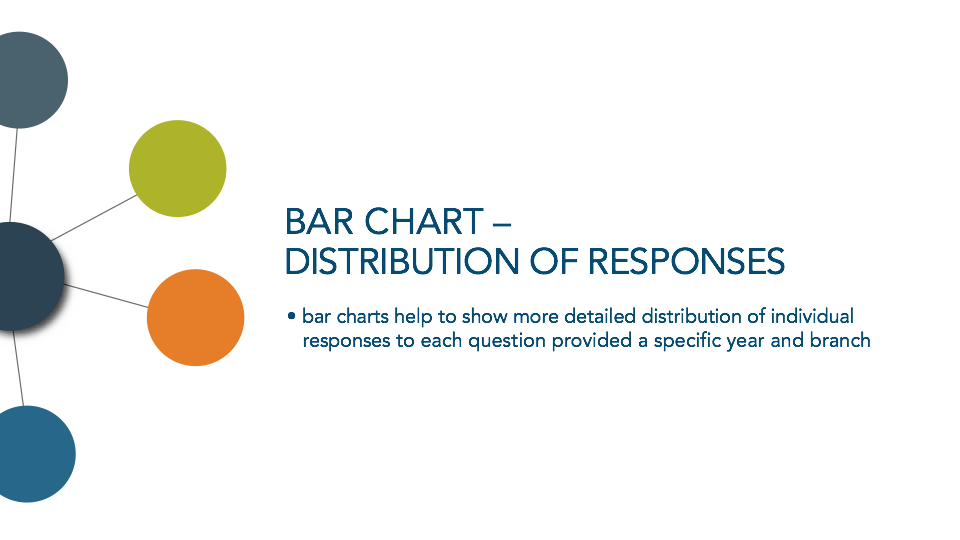 BAR CHART –
DISTRIBUTION OF RESPONSES
• bar charts help to show more detailed distribution of individual
responses to each question provided a specific year and branch